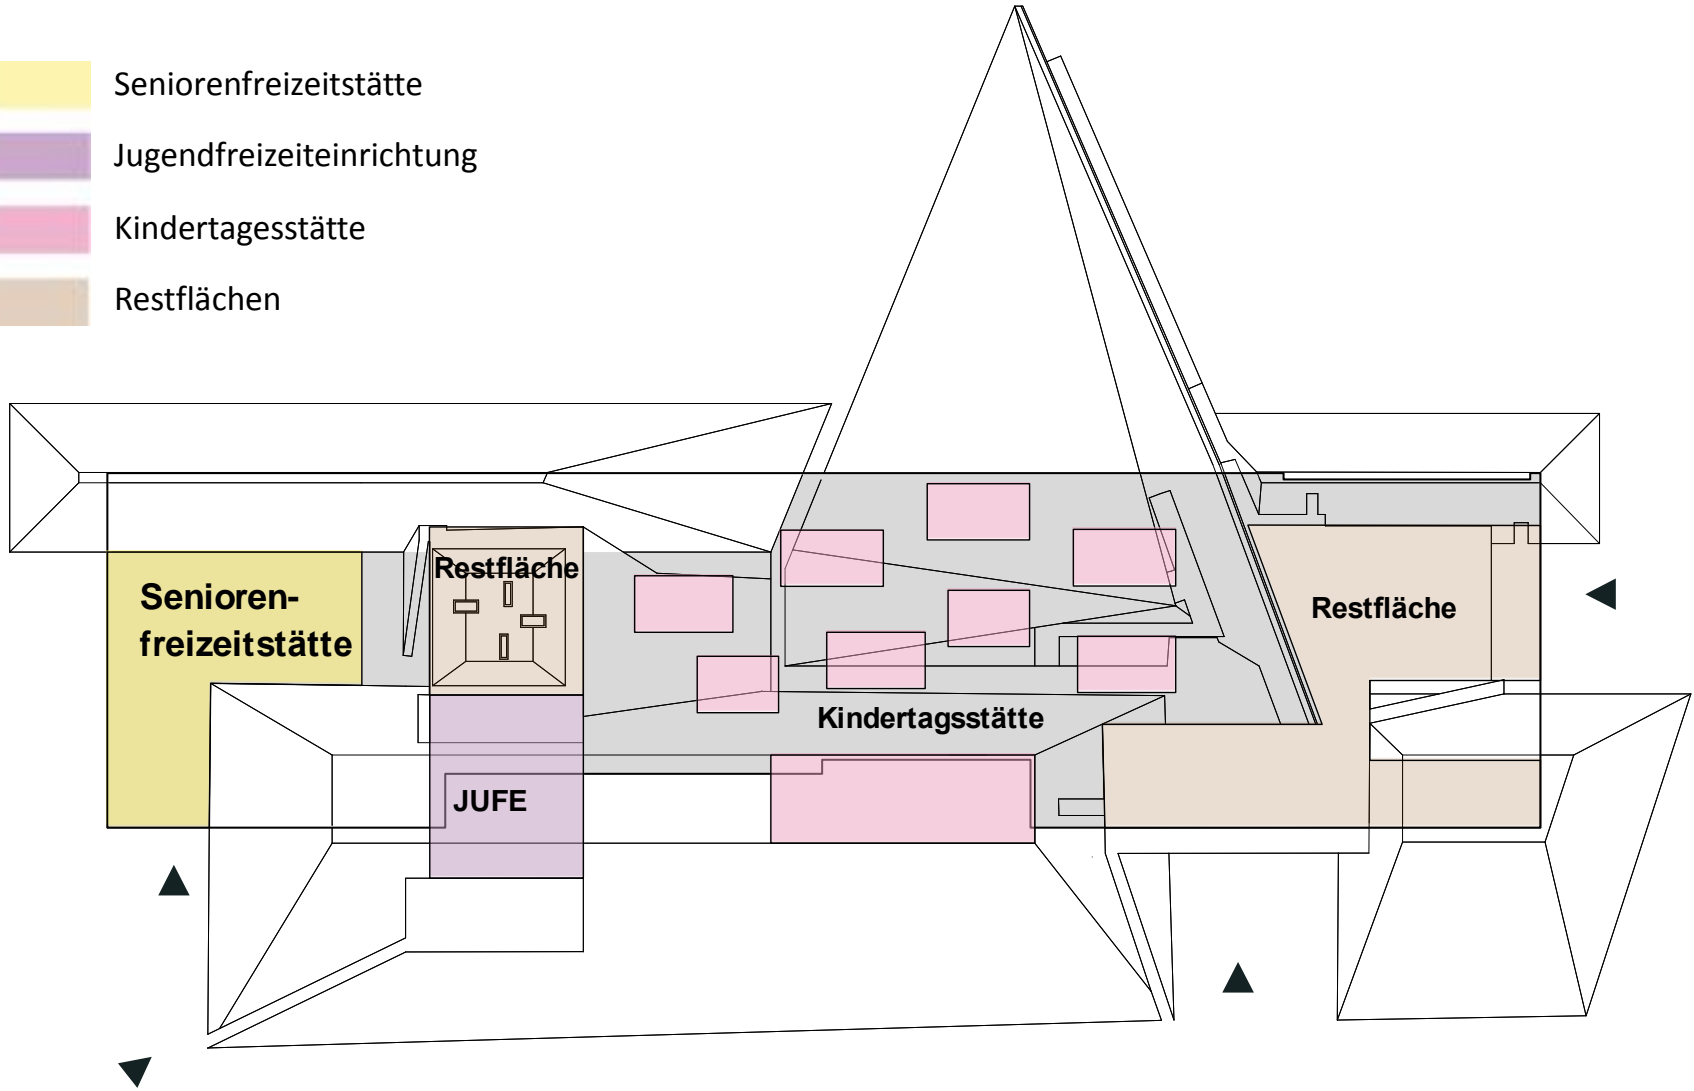 Seniorenfreizeitstätte
Jugendfreizeiteinrichtung
Kindertagesstätte
Restflächen
Restfläche
Senioren-
freizeitstätte
Restfläche
Kindertagsstätte
JUFE